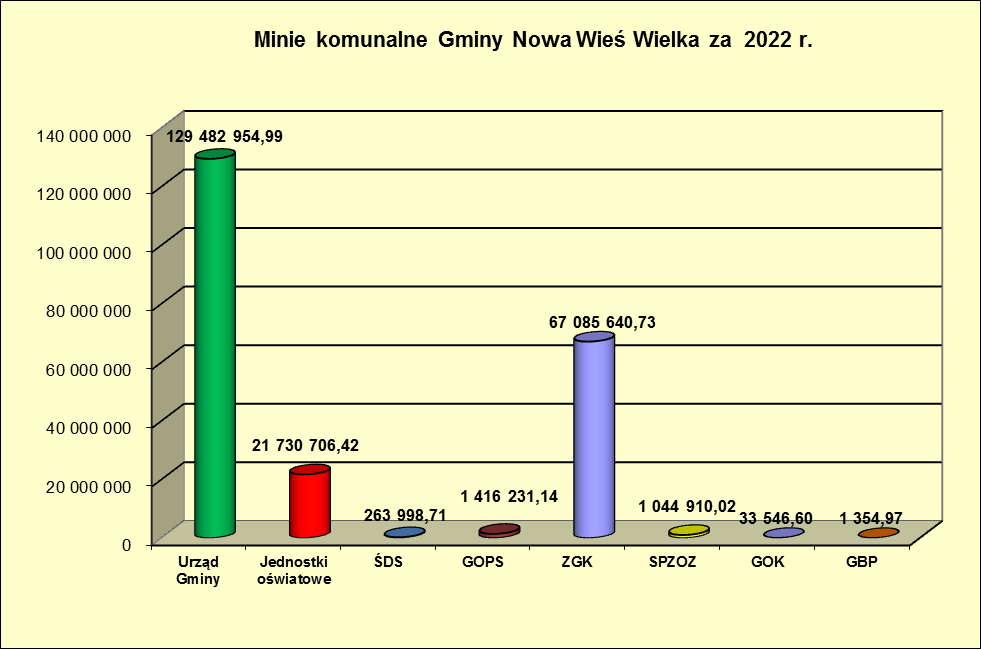 Minie komunalne Gminy Nowa Wieś Wielka za 2022 r.
140 000 000
120 000 000
100 000 000
80 000 000
60 000 000
40 000 000
20 000 000
0
129 482 954,99
21 730 706,42
263 998,71
1 416 231,14
67 085 640,73
1 044 910,02
33 546,60
1 354,97
Urząd
Gminy
Jednostki
oświatowe
ŚDS
GOPS
ZGK
SPZOZ
GOK
GBP